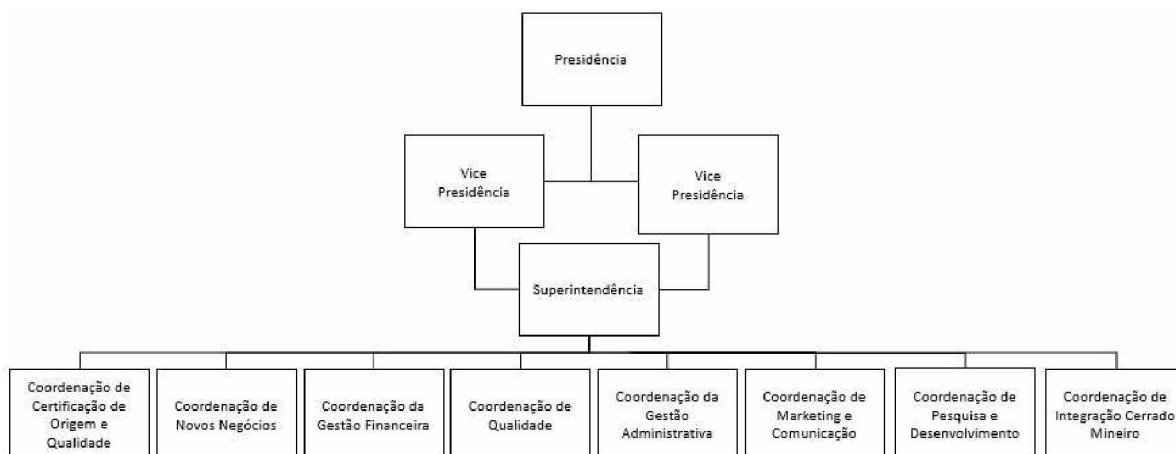 Presidência
Vice
Presidência
Vice
Presidência
Superintendência
Coordenação de
Certificação de
Origem e
Qualidade
Coordenação de
Novos Negócios
Coordenação da
Gestão Financeira
Coordenação de
Qualidade
Coordenação da
Gestão
Administrativa
Coordenação de
Marketing e
Comunicação
Coordenação de
Pesquisa e
Desenvolvimento
Coordenação de
Integração Cerrado
Mineiro